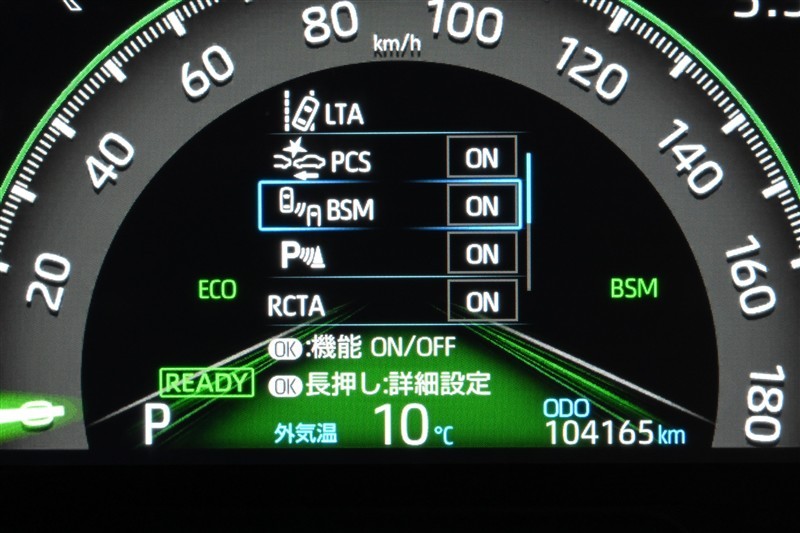 80
100
km/h
60
120
LTA
40
140
PCS ON
BSM ON
P ON
20
160
ECO
BSM
RCTA ON
OK:機能 ON/OFF
READY
OK長押し:詳細設定
180
P
外気温 10℃
ODO
104165km